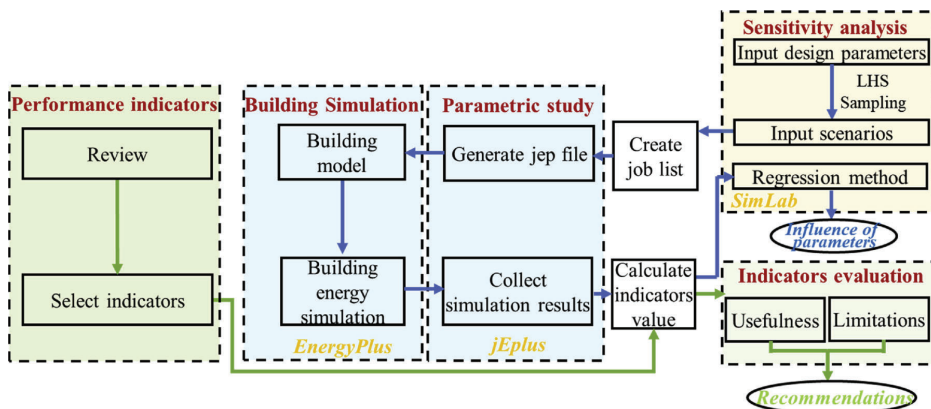 Performance indicators
Review
Select indicators
Building Simulation
Building
model
Building
energy
simulation
EnergyPlus
Parametric study
Generate jep file
Collect
simulation results
jEplus
Create
job list
Calculate
indicators
value
Sensitivity analysis
Input design parameters
LHS
Sampling
Input scenarios
Regression method
SimLab
Influence of
parameters
Indicators evaluation
Usefulness
Limitations
Recommendations